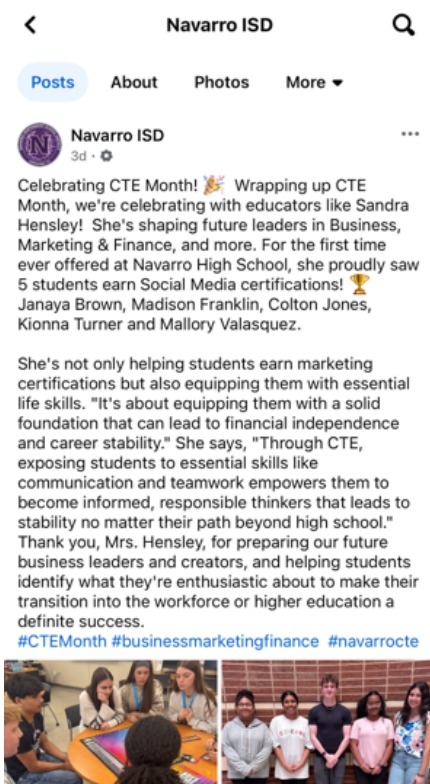 Navarro ISD
Posts About Photos More
N
Navarro ISD
3d ·
Celebrating CTE Month! 🎉 Wrapping up CTE
Month, we're celebrating with educators like Sandra
Hensley! She's shaping future leaders in Business,
Marketing & Finance, and more. For the first time
ever offered at Navarro High School, she proudly saw
5 students earn Social Media certifications! 🏆
Janaya Brown, Madison Franklin, Colton Jones,
Kionna Turner and Mallory Valasquez.
She's not only helping students earn marketing
certifications but also equipping them with essential
life skills. "It's about equipping them with a solid
foundation that can lead to financial independence
and career stability." She says, "Through CTE,
exposing students to essential skills like
communication and teamwork empowers them to
become informed, responsible thinkers that leads to
stability no matter their path beyond high school."
Thank you, Mrs. Hensley, for preparing our future
business leaders and creators, and helping students
identify what they're enthusiastic about to make their
transition into the workforce or higher education a
definite success.
#CTEMonth #businessmarketingfinance #navarrocte